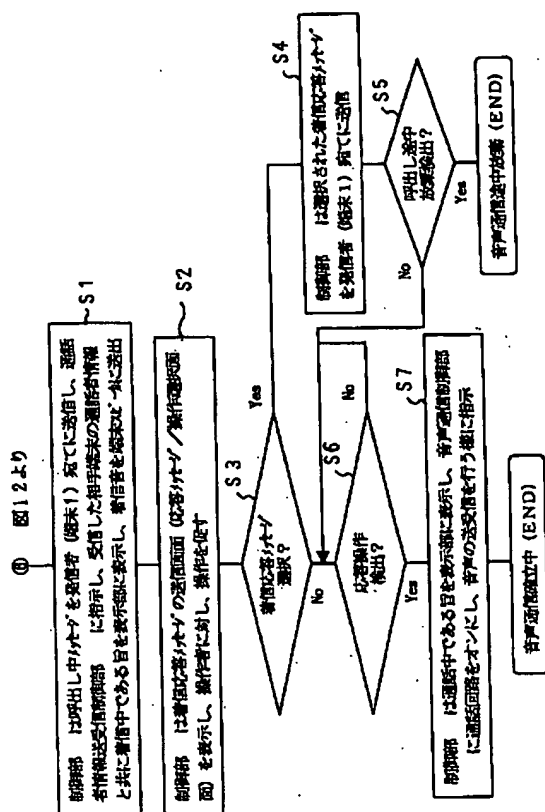 ⑥ 図12より
S1
制御部 は呼出し中メッセージを発信者(端末1)宛てに送信し、通話
者情報送受信制御部 に指示し、受信した相手端末の通話者情報
と共に着信中である旨を表示部に表示し、着信音を端末スピーカに送出
S2
制御部 は着信応答メッセージの送信画面(応答メッセージ/操作選択画
面)を表示し、操作者に対し、操作を促す
S3
着信応答メッセージ
選択?
Yes
No
S4
制御部 は選択された着信応答メッセージ
を発信者(端末1)宛てに送信
S5
呼出し途中
放棄検出?
No
Yes
音声通信途中放棄(END)
S6
応答操作
検出?
No
Yes
S7
制御部 は通話中である旨を表示部に表示し、音声通信制御部
に通話回路をオンにし、音声の送受信を行う様に指示
音声通信確立中(END)